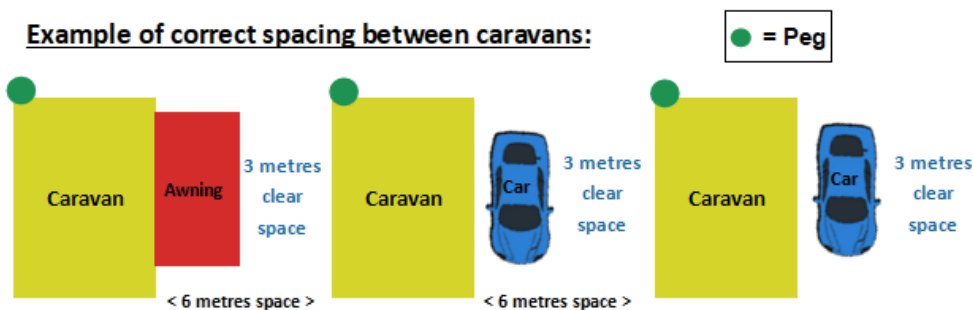 Example of correct spacing between caravans:
= Peg
Caravan
Awning
3 metres
clear
space
Caravan
Car
3 metres
clear
space
Caravan
Car
3 metres
clear
space
< 6 metres space >
< 6 metres space >